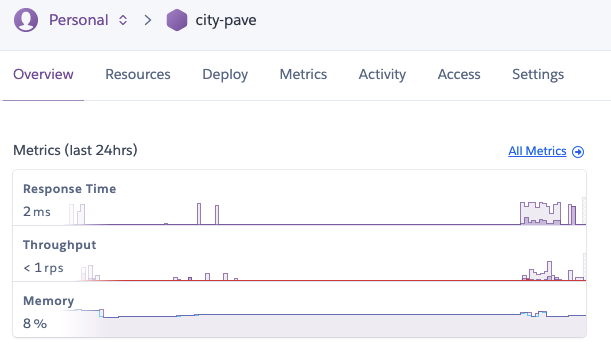 Personal city-pave
Overview Resources Deploy Metrics Activity Access Settings
Metrics (last 24hrs) All Metrics
Response Time
2 ms
Throughput
< 1 rps
Memory
8 %